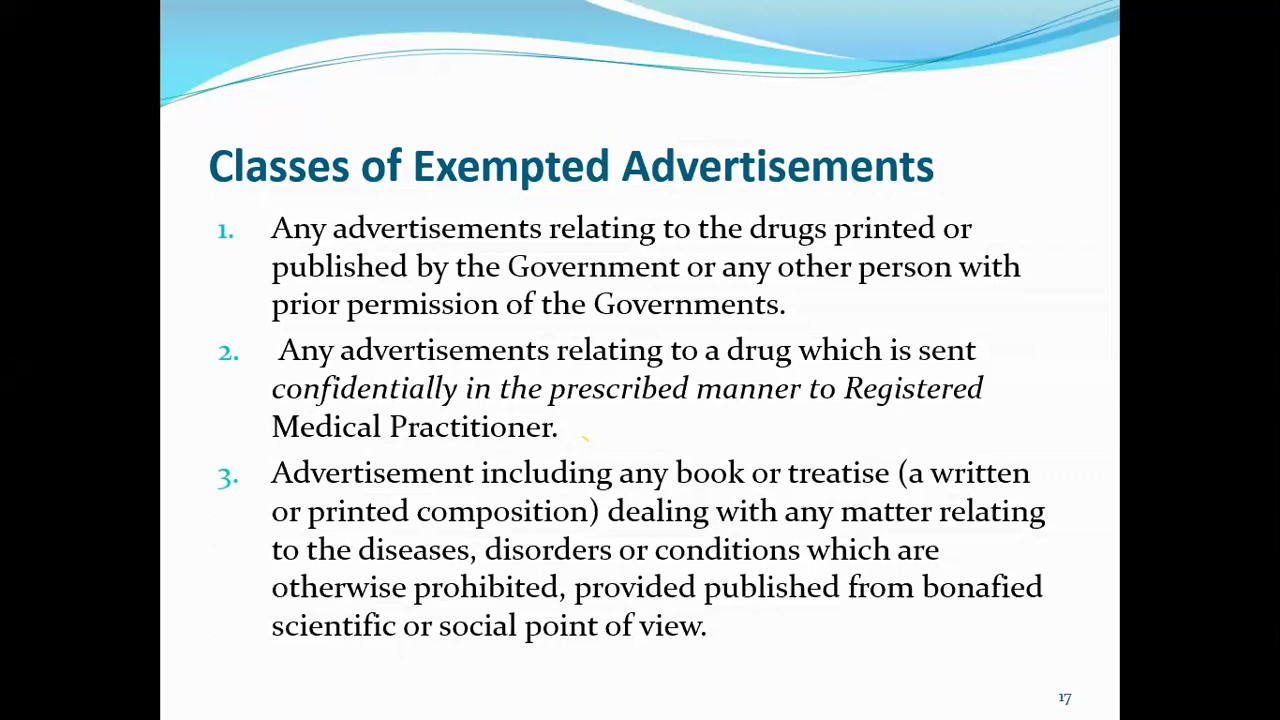 Classes of Exempted Advertisements
1. Any advertisements relating to the drugs printed or
published by the Government or any other person with
prior permission of the Governments.
2. Any advertisements relating to a drug which is sent
confidentially in the prescribed manner to Registered
Medical Practitioner.
3. Advertisement including any book or treatise (a written
or printed composition) dealing with any matter relating
to the diseases, disorders or conditions which are
otherwise prohibited, provided published from bonafied
scientific or social point of view.
17